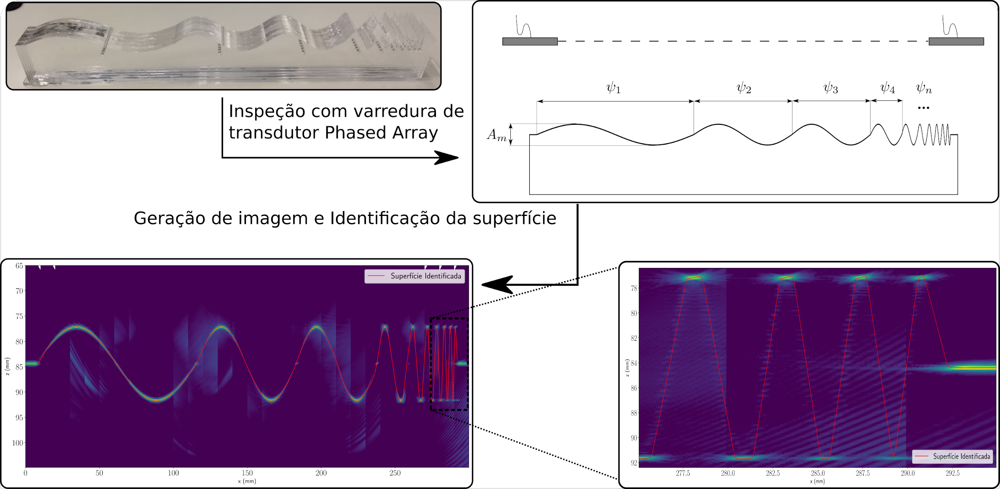 Inspeção com varredura de
transdutor Phased Array
ψ1 ψ2 ψ3 ψ4 ψn
...
Am
Geração de imagem e Identificação da superfície
Superfície Identificada
65
70
75
80
85
90
95
100
z (mm)
0 50 100 150 200 250
x (mm)
78
80
82
84
86
88
90
92
z (mm)
Superfície Identificada
277.5 280.0 282.5 285.0 287.5 290.0 292.5
x (mm)